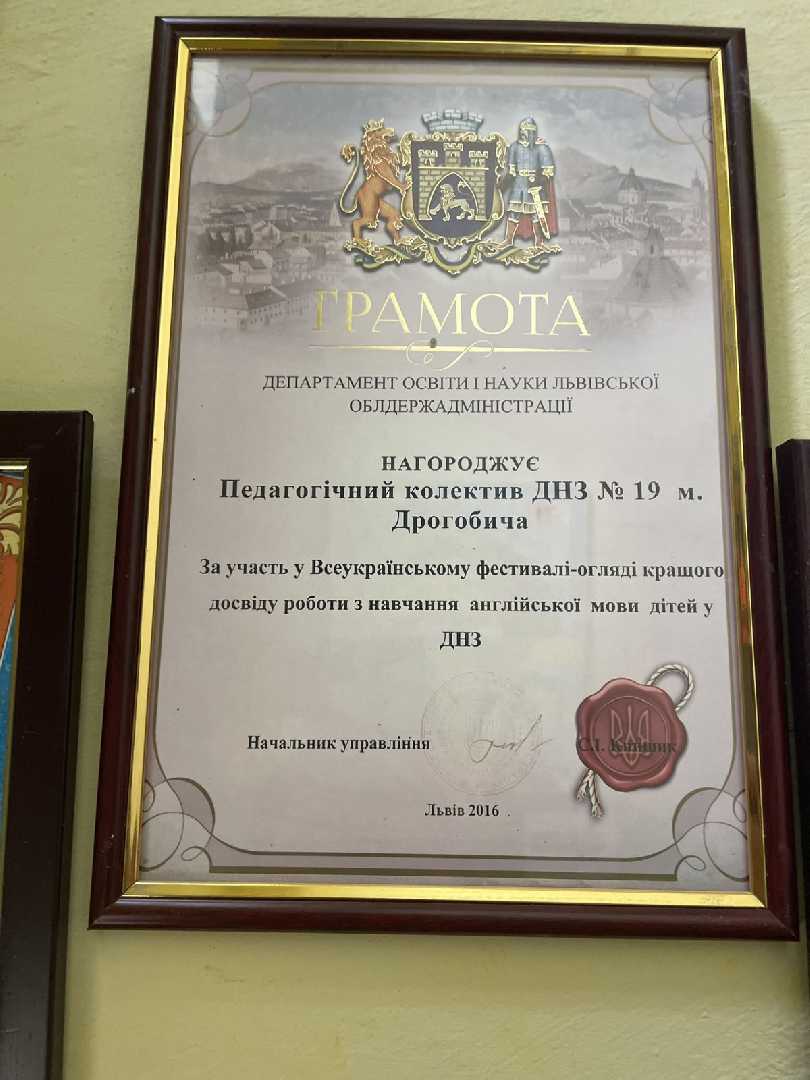 ГРАМОТА
ДЕПАРТАМЕНТ ОСВІТИ І НАУКИ ЛЬВІВСЬКОЇ
ОБЛДЕРЖАДМІНІСТРАЦІЇ
НАГОРОДЖУЄ
Педагогічний колектив ДНЗ № 19 м.
Дрогобича
За участь у Всеукраїнському фестивалі-огляді кращого
досвіду роботи з навчання англійської мови дітей у
ДНЗ
Начальник управління С.І.
Львів 2016